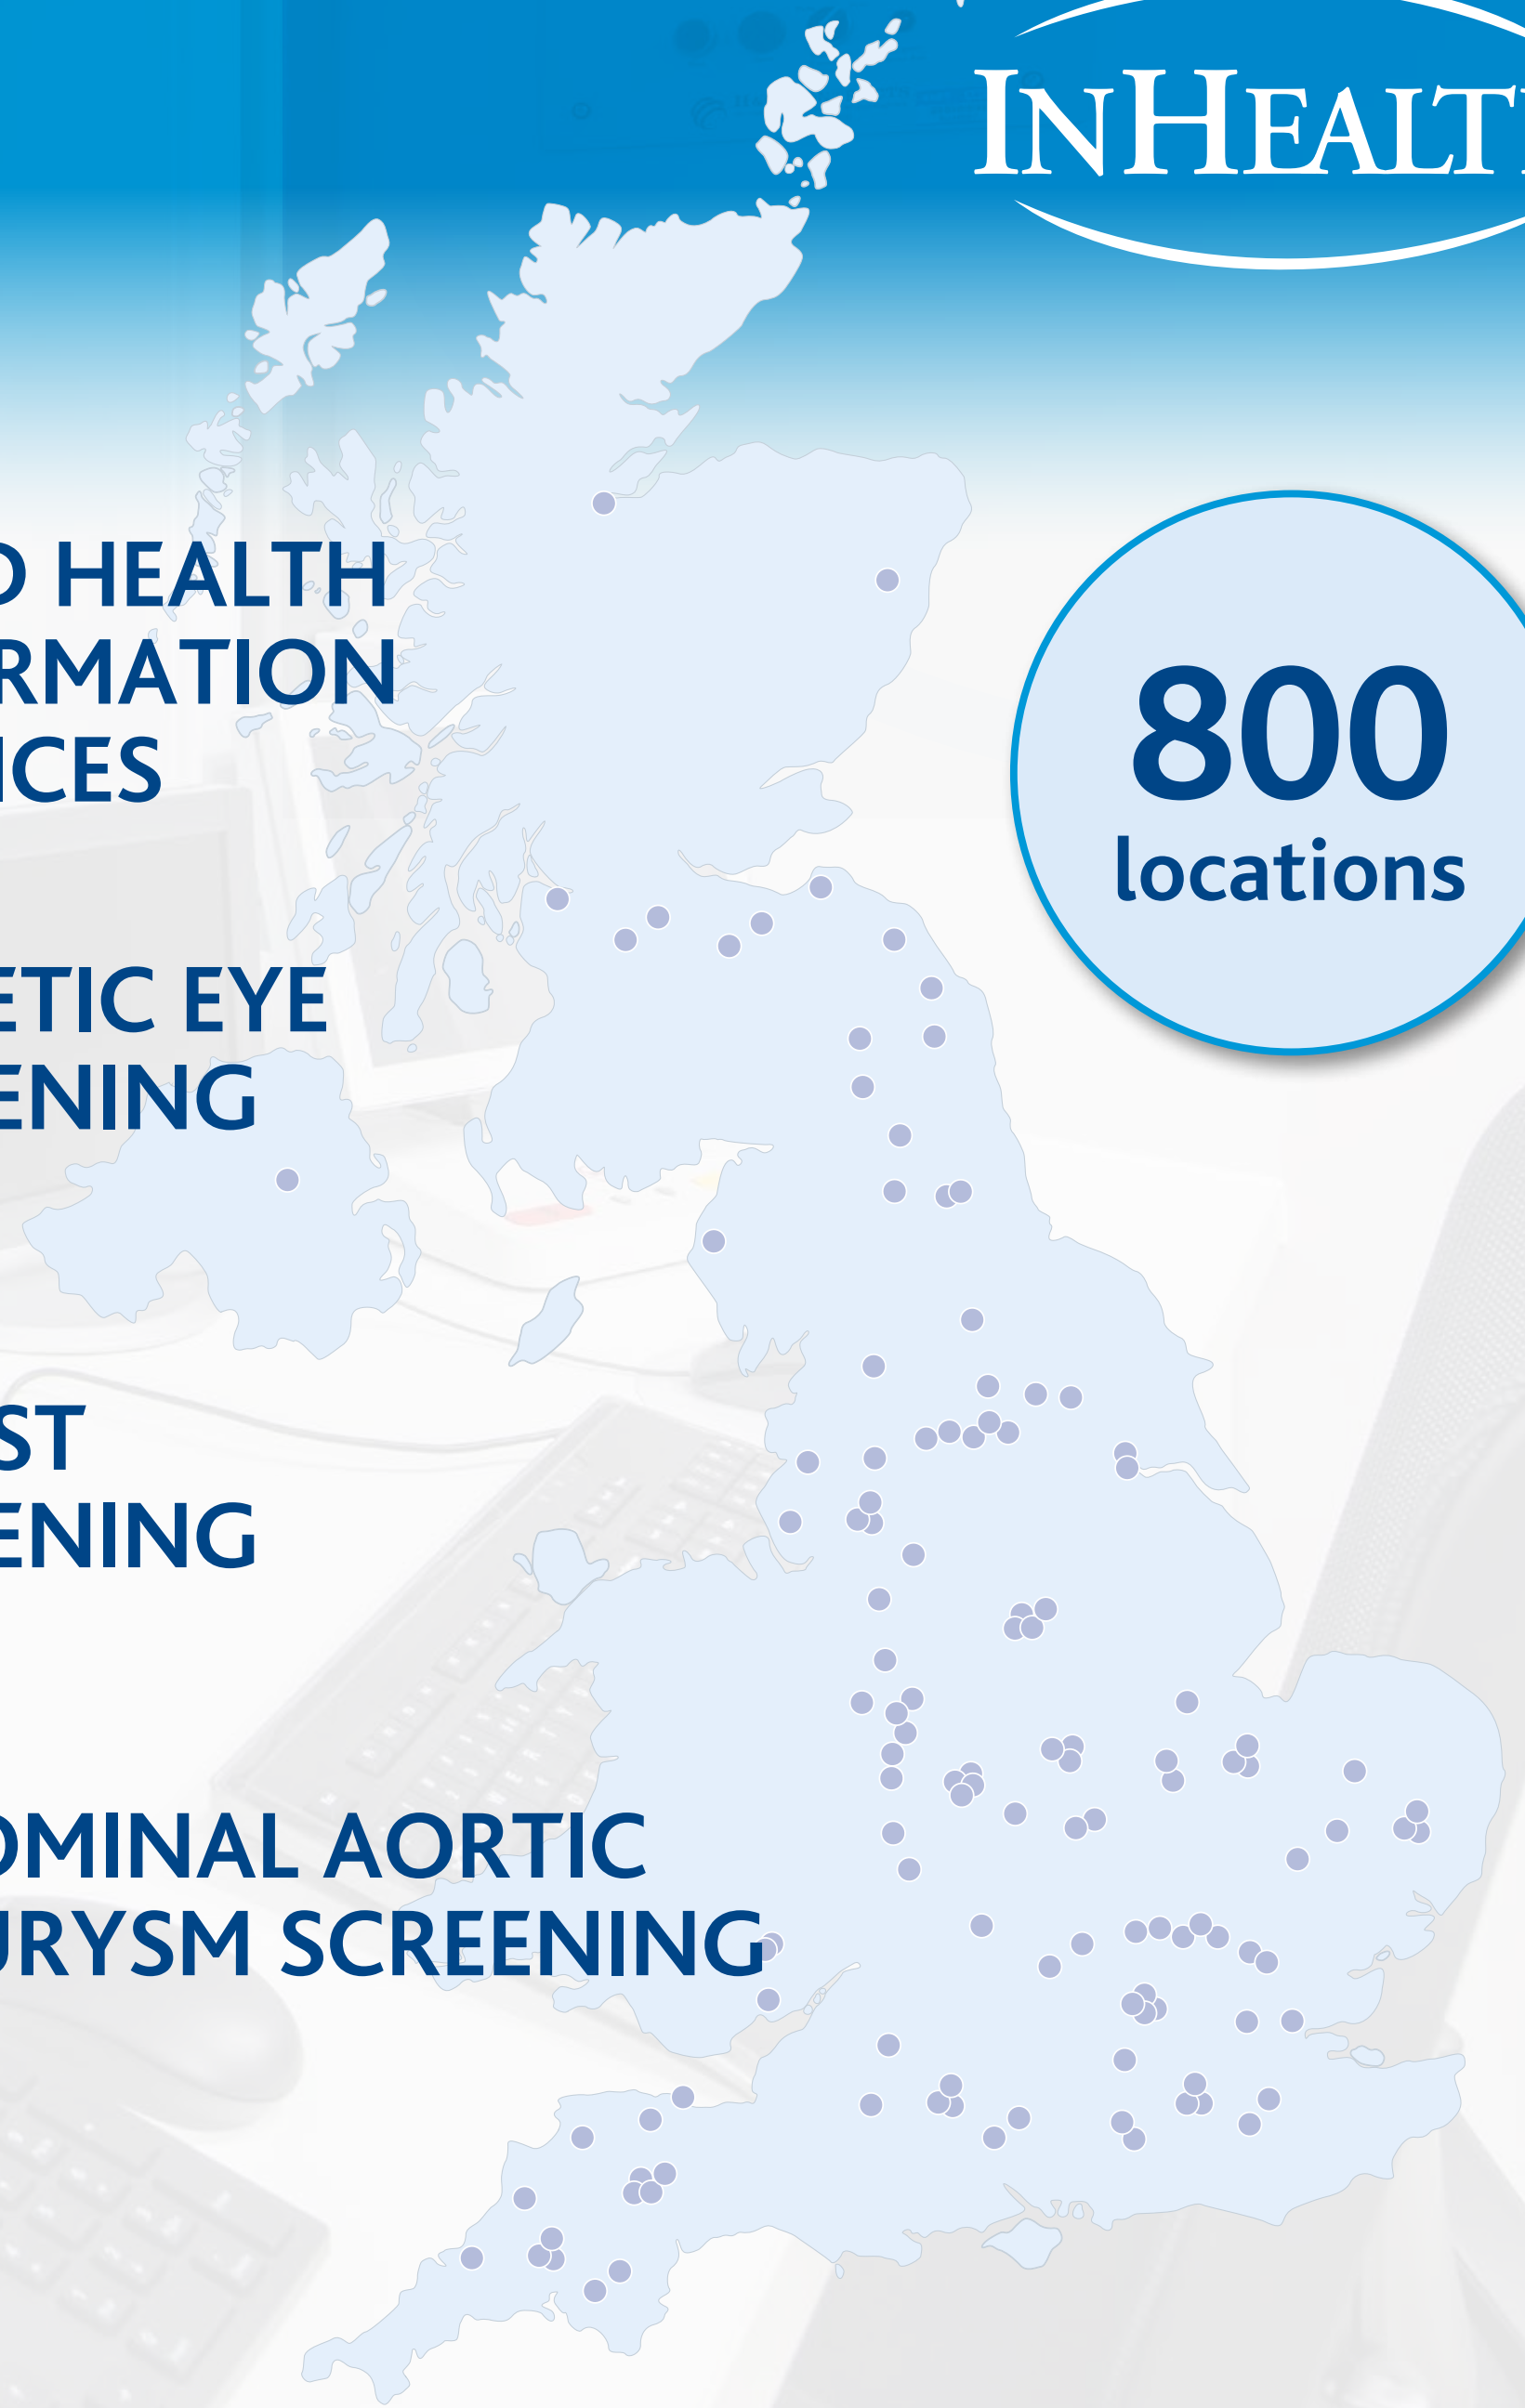 INHEALT
D HEALTH
RMATION
ICES
800
locations
ETIC EYE
ENING
ST
ENING
OMINAL AORTIC
URYSM SCREENING